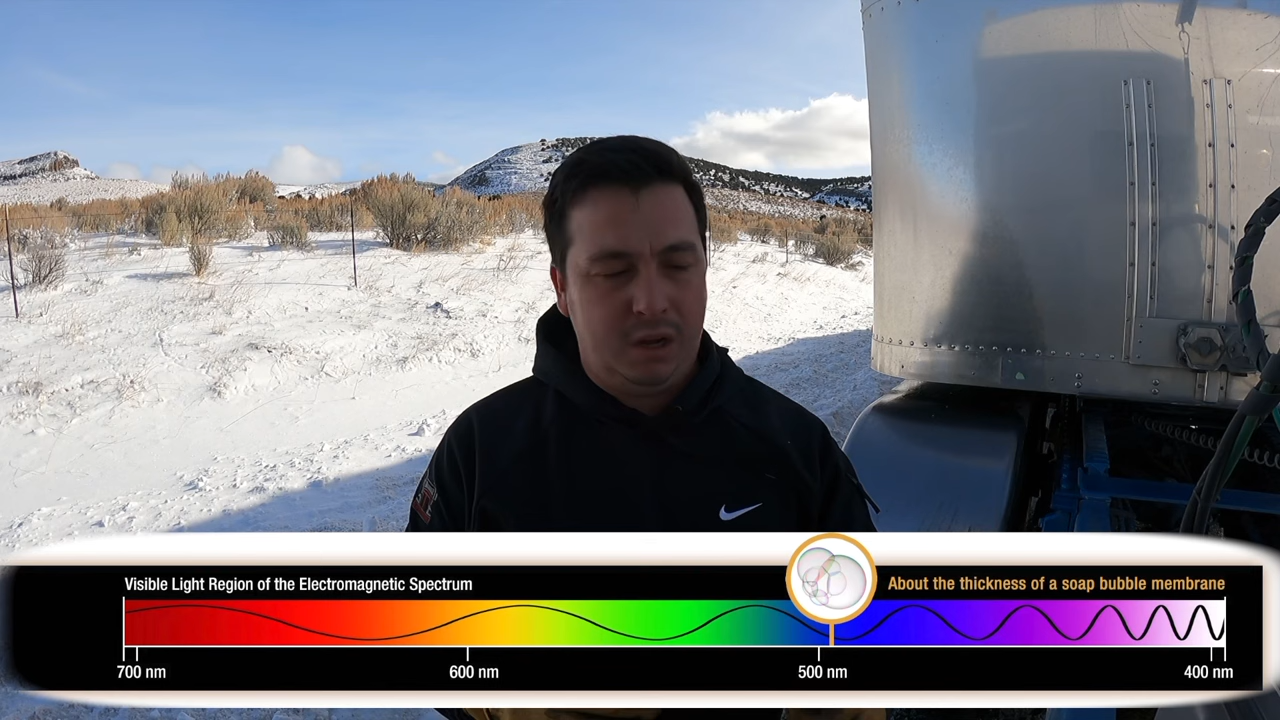 Visible Light Region of the Electromagnetic Spectrum
About the thickness of a soap bubble membrane
700 nm
600 nm
500 nm
400 nm